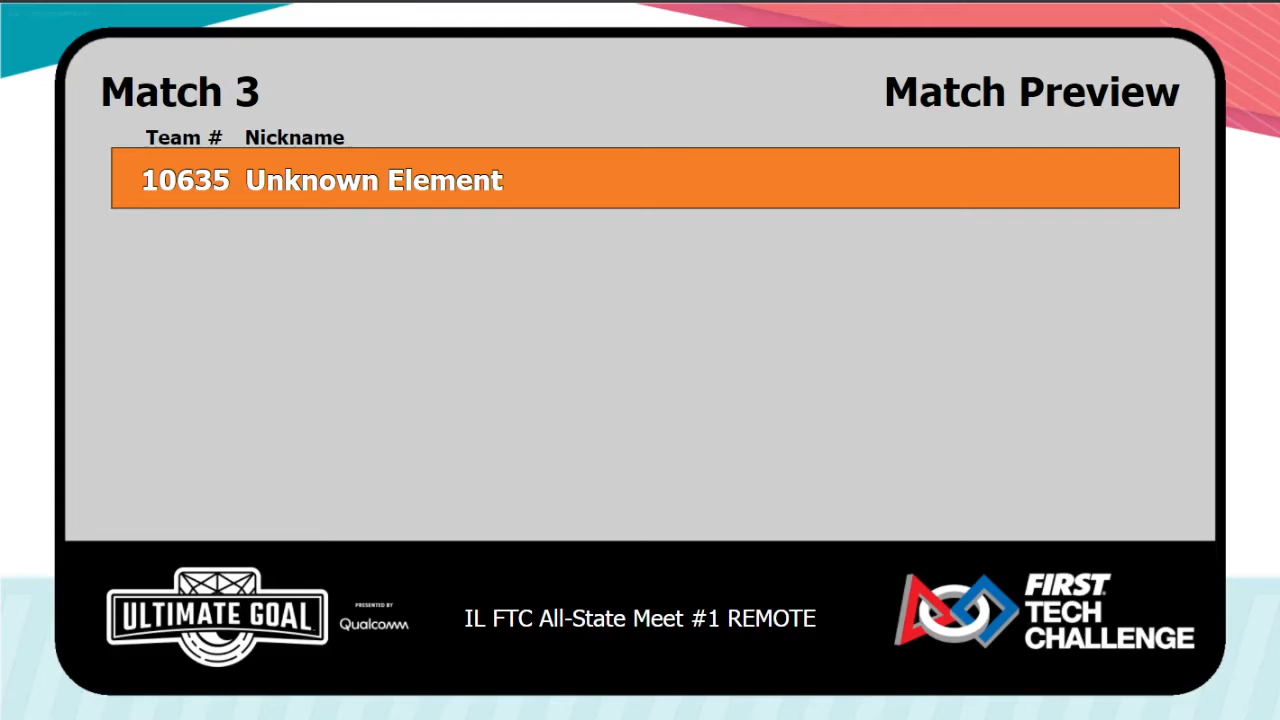 Match 3
Match Preview
Team # Nickname
10635 Unknown Element
ULTIMATE GOAL
PRESENTED BY
Qualcomm
IL FTC All-State Meet #1 REMOTE
FIRST
TECH
CHALLENGE